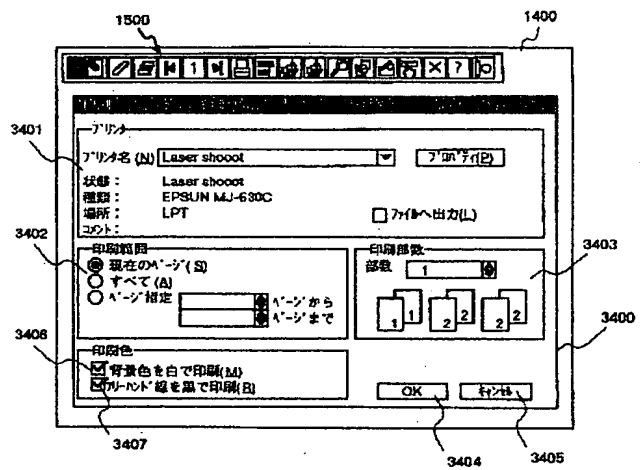 1500
1400
1
?
3401
プリンタ
プリンタ名(N) Laser shooot
プロパティ(P)
状態： Laser shooot
種類： EPSUN MJ-630C
場所： LPT
コメント：
ファイルへ出力(L)
3402
印刷範囲
現在のページ(S)
すべて(A)
ページ指定
ページから
ページまで
印刷部数
3403
部数 1
1 1 2 2 2 2
3400
3406
印刷色
背景色を白で印刷(M)
フリーハンド線を黒で印刷(B)
OK
キャンセル
3407
3404
3405